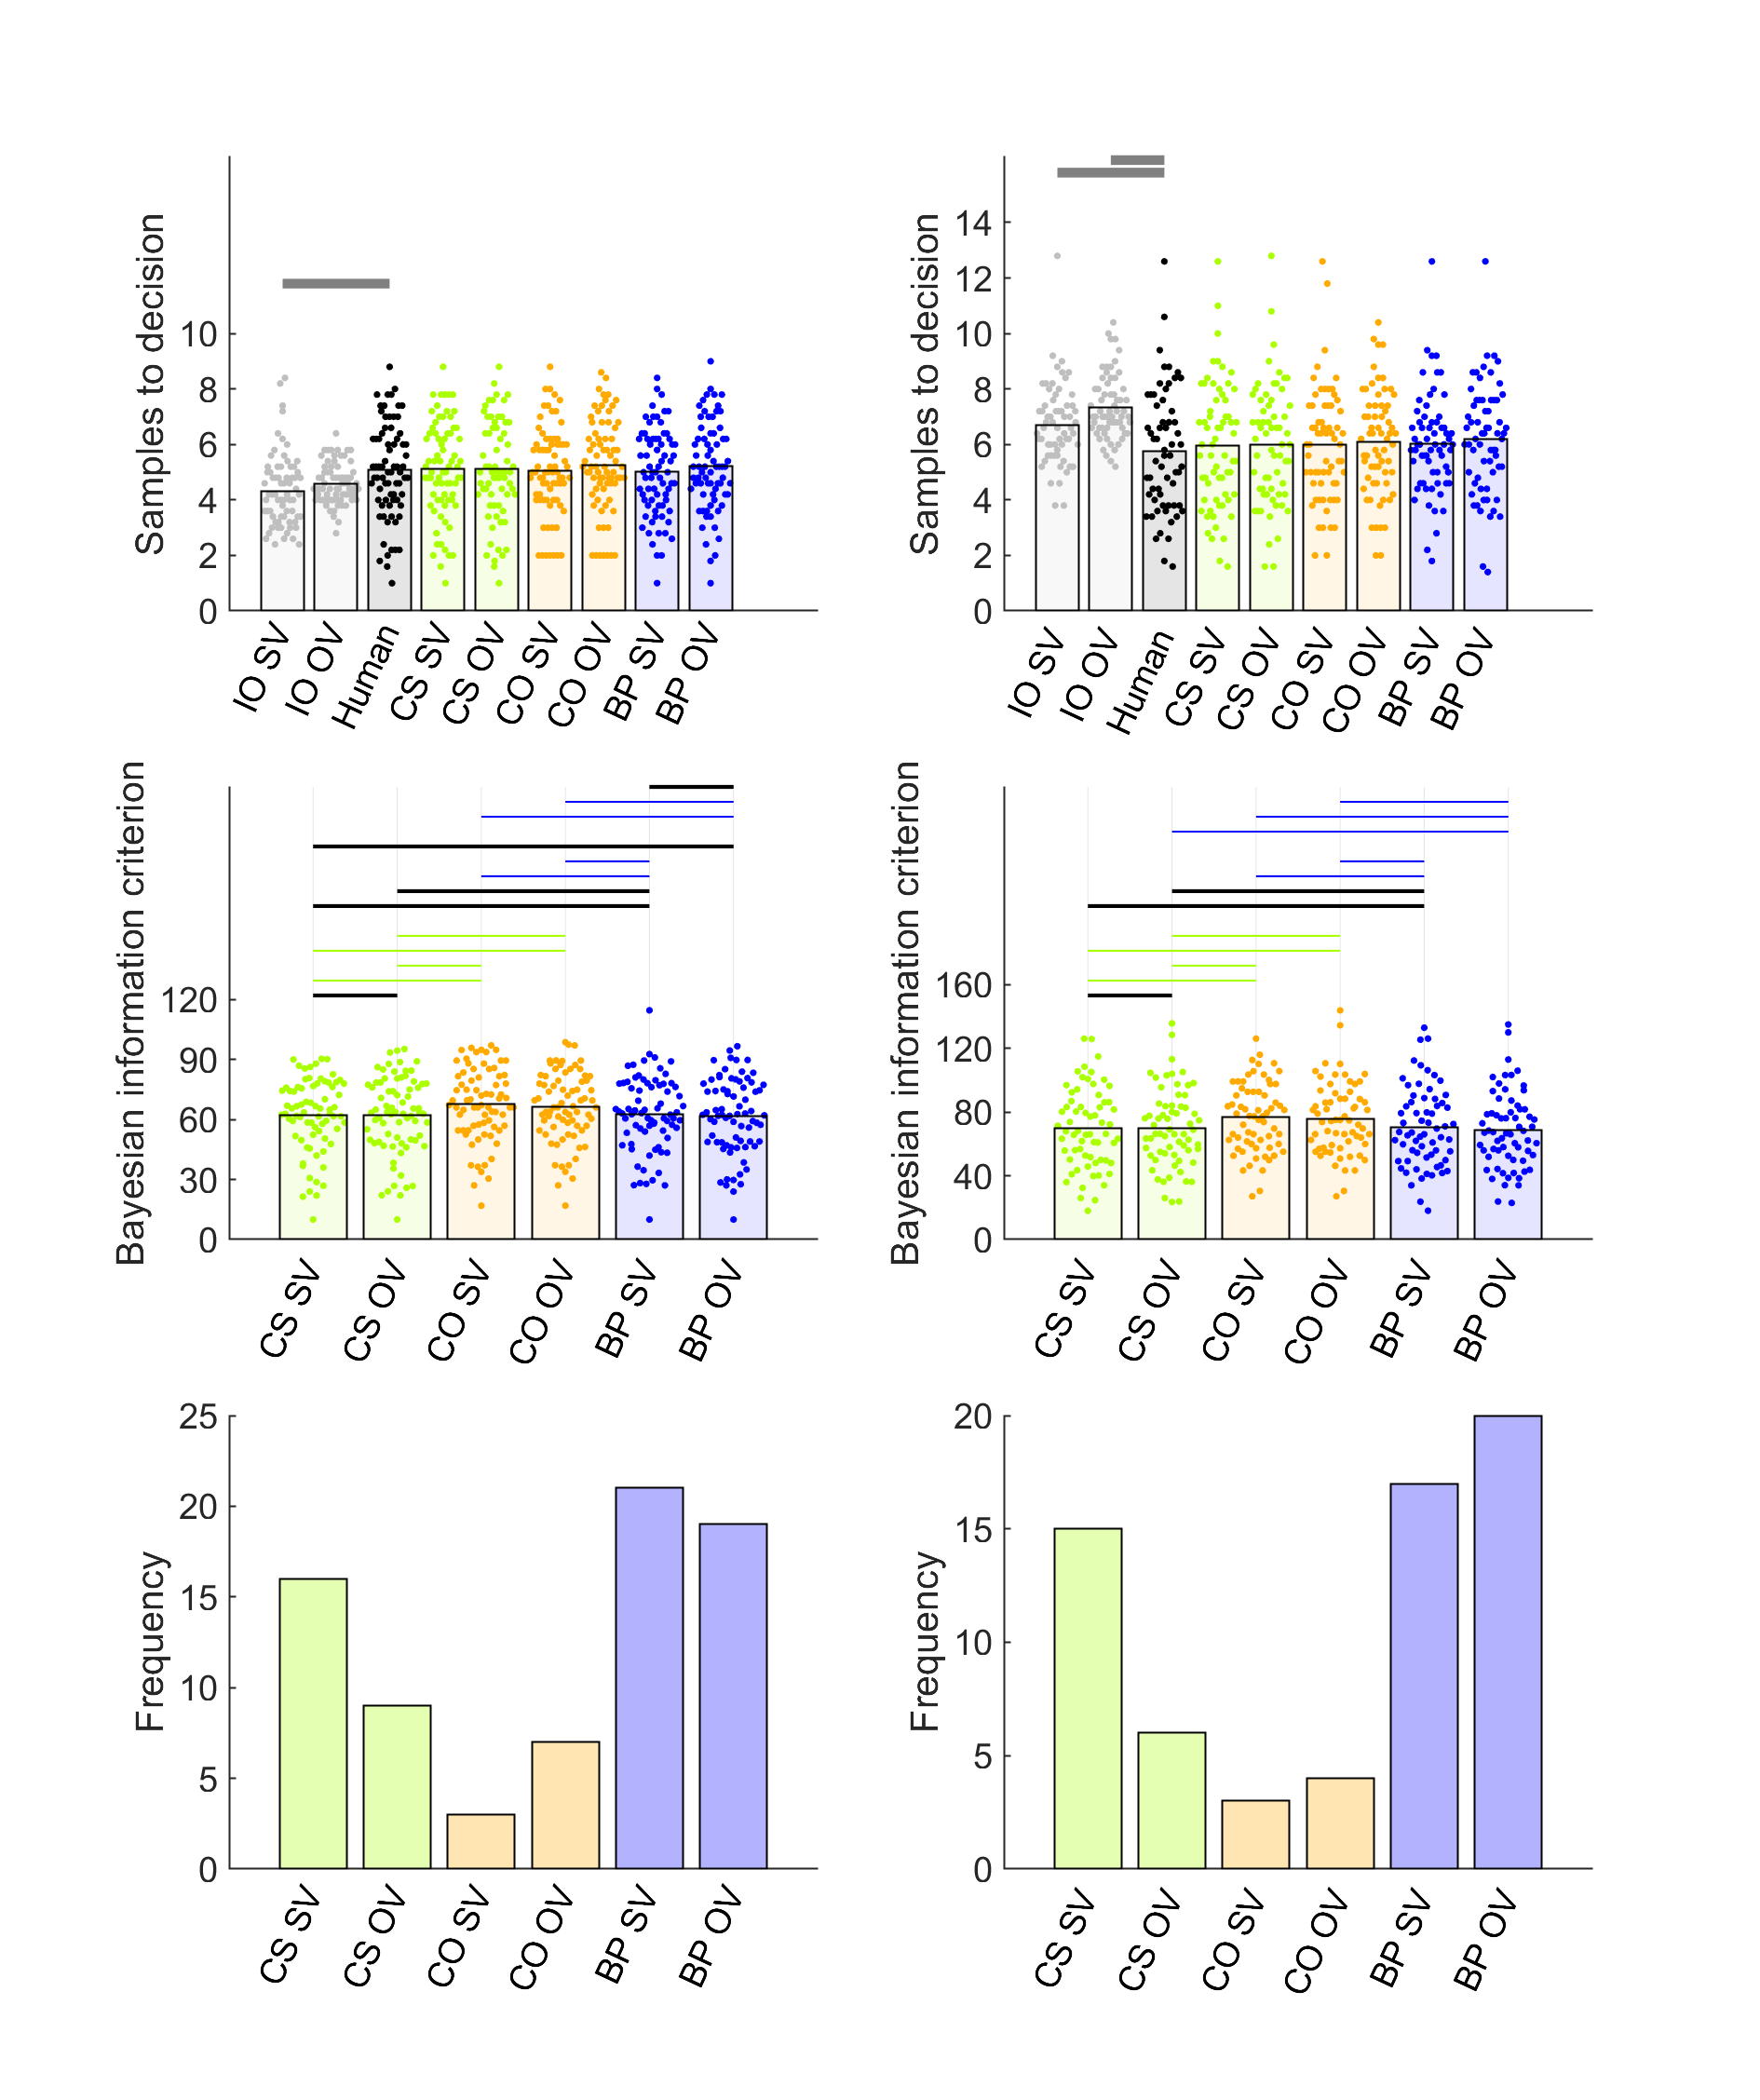 Samples to decision
10
8
6
4
2
0
IO SV
IO OV
Human
CS SV
CS OV
CO SV
CO OV
BP SV
BP OV
Samples to decision
14
12
10
8
6
4
2
0
IO SV
IO OV
Human
CS SV
CS OV
CO SV
CO OV
BP SV
BP OV
Bayesian information criterion
120
90
60
30
0
CS SV
CS OV
CO SV
CO OV
BP SV
BP OV
Bayesian information criterion
160
120
80
40
0
CS SV
CS OV
CO SV
CO OV
BP SV
BP OV
Frequency
25
20
15
10
5
0
CS SV
CS OV
CO SV
CO OV
BP SV
BP OV
Frequency
20
15
10
5
0
CS SV
CS OV
CO SV
CO OV
BP SV
BP OV